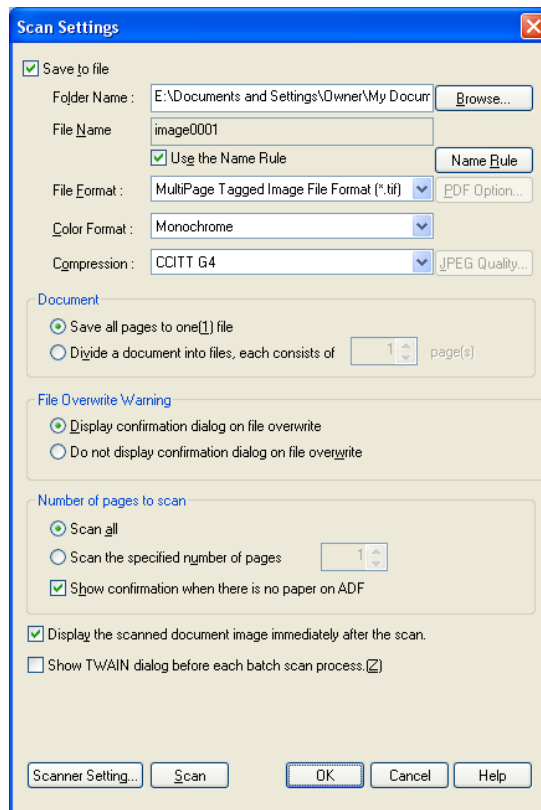 Scan Settings
Save to file
Folder Name : E:\Documents and Settings\Owner\My Docum Browse...
File Name image0001
Use the Name Rule Name Rule
File Format : MultiPage Tagged Image File Format (*.tif) PDF Option...
Color Format : Monochrome
Compression : CCITT G4 JPEG Quality...
Document
Save all pages to one(1) file
Divide a document into files, each consists of 1 page(s)
File Overwrite Warning
Display confirmation dialog on file overwrite
Do not display confirmation dialog on file overwrite
Number of pages to scan
Scan all
Scan the specified number of pages 1
Show confirmation when there is no paper on ADF
Display the scanned document image immediately after the scan.
Show TWAIN dialog before each batch scan process.(Z)
Scanner Setting... Scan OK Cancel Help